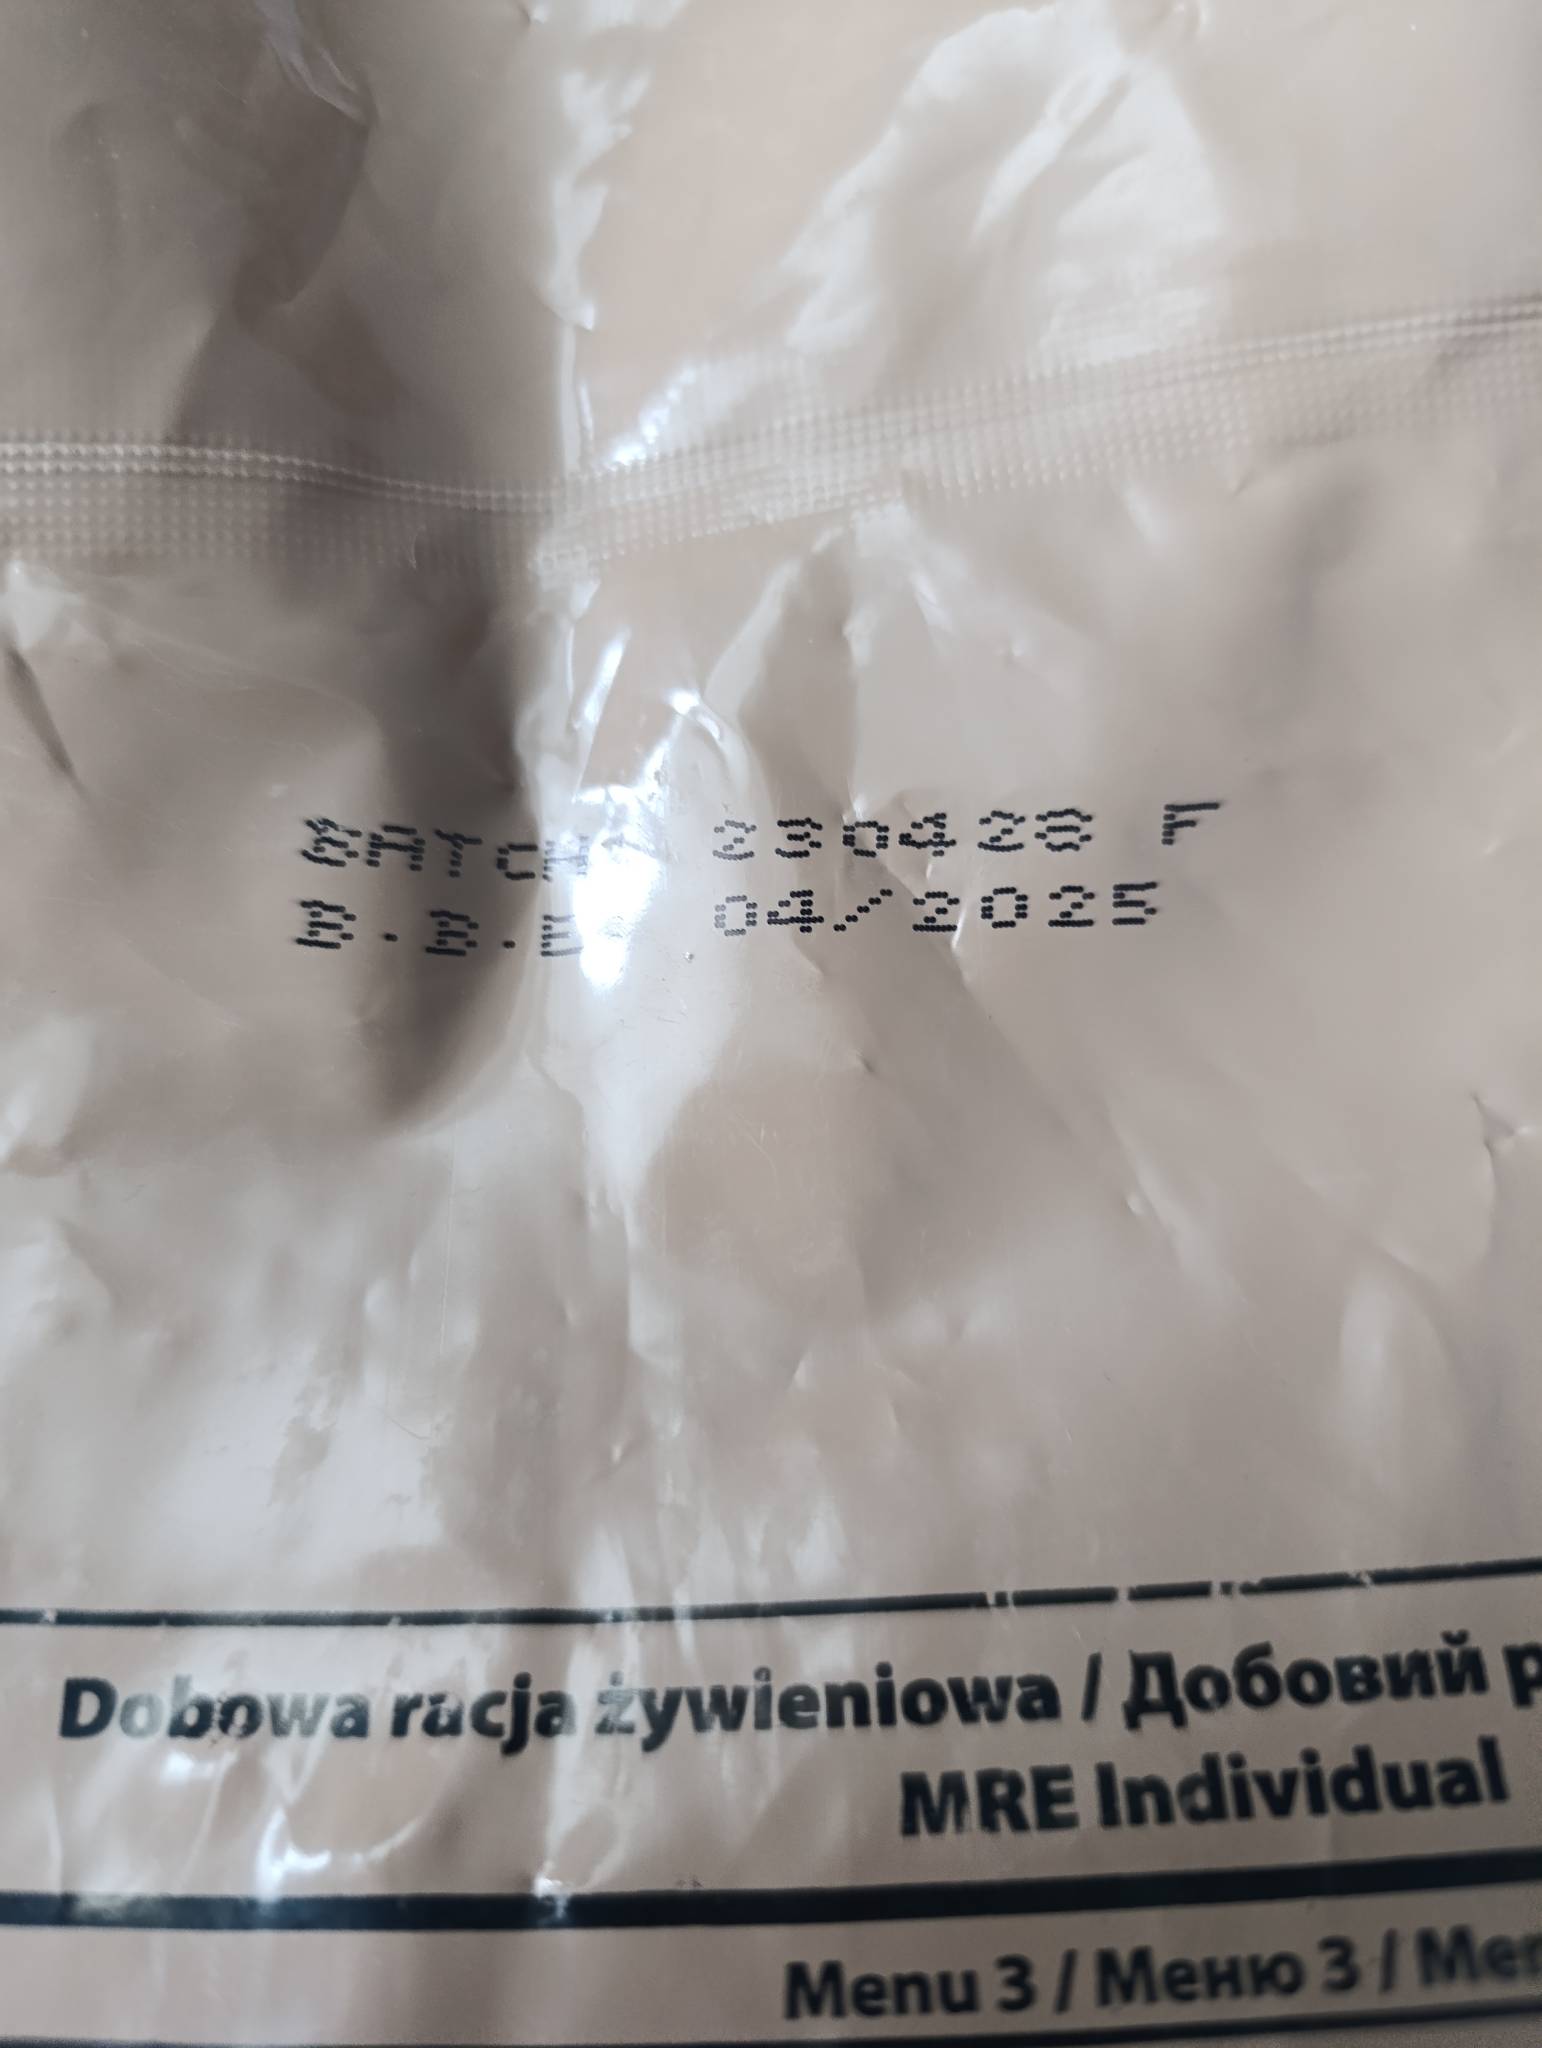 BATCH: 230428 F
B.B.E: 04/2025
Dobowa racja żywieniowa / Добовий
MRE Individual
Menu 3 / Меню 3 /